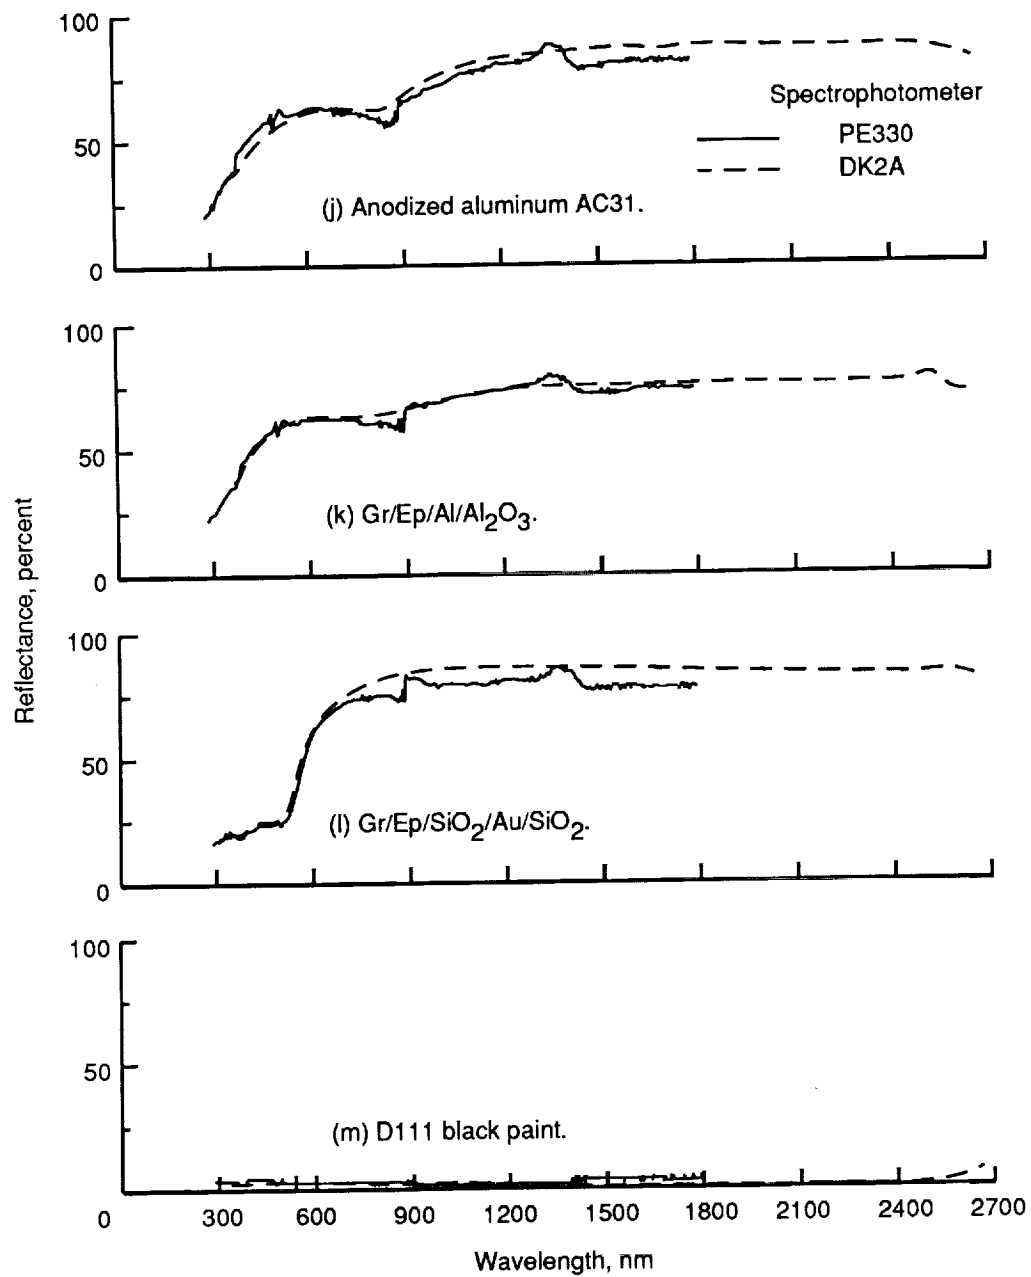 100
Spectrophotometer
PE330
DK2A
50
(j) Anodized aluminum AC31.
0
100
50
(k) Gr/Ep/Al/Al2O3.
0
Reflectance, percent
100
50
(l) Gr/Ep/SiO2/Au/SiO2.
0
100
50
(m) D111 black paint.
0 300 600 900 1200 1500 1800 2100 2400 2700
Wavelength, nm